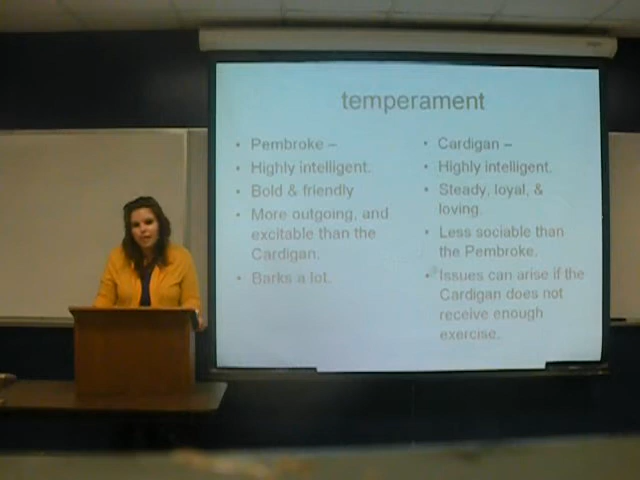 temperament
• Pembroke –
• Highly intelligent.
• Bold & friendly
• More outgoing, and
excitable than the
Cardigan.
• Barks a lot.
• Cardigan –
• Highly intelligent.
• Steady, loyal, &
loving.
• Less sociable than
the Pembroke.
• Issues can arise if the
Cardigan does not
receive enough
exercise.